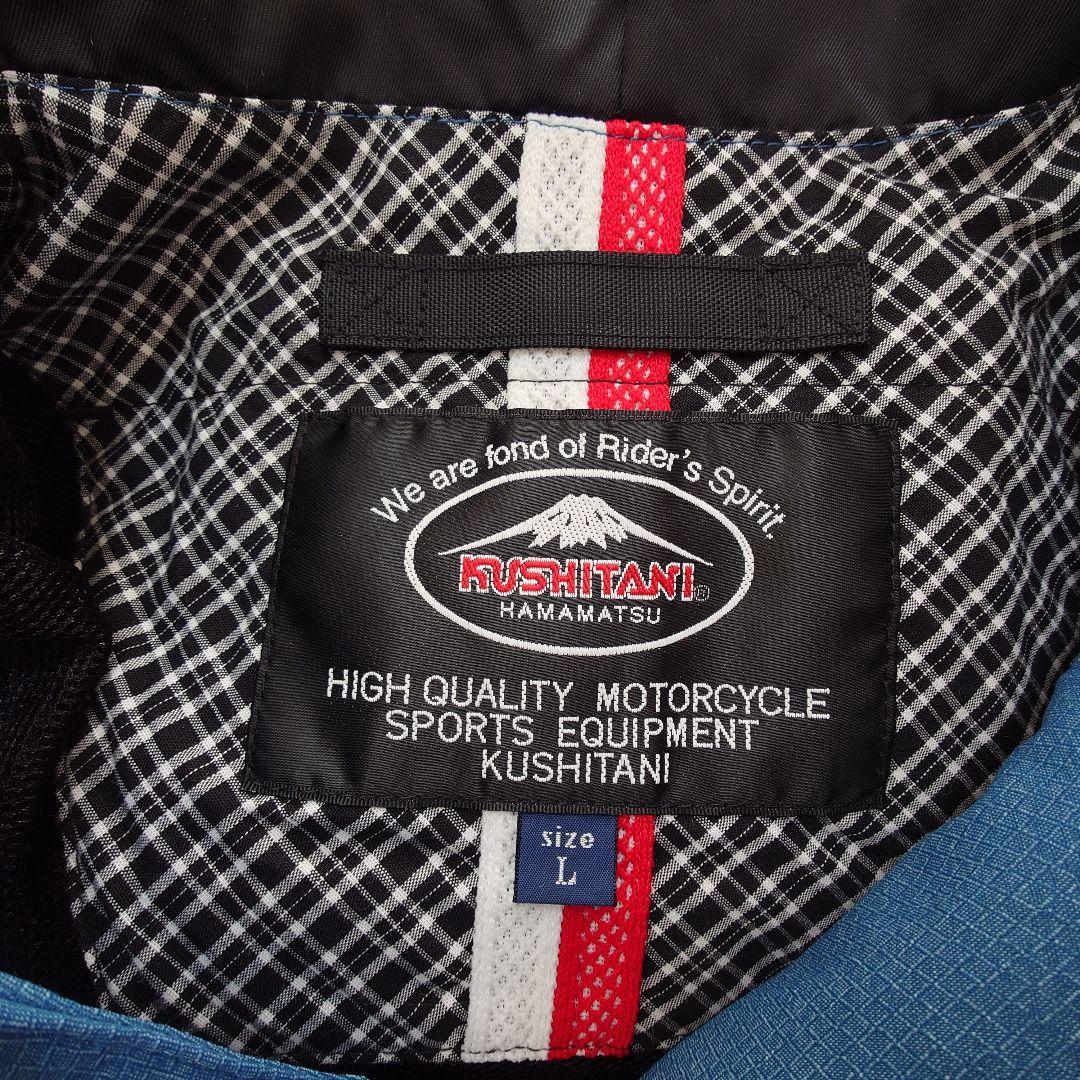 We are fond of Rider's Spirit.
KUSHITANI®
HAMAMATSU
HIGH QUALITY MOTORCYCLE
SPORTS EQUIPMENT
KUSHITANI
size
L